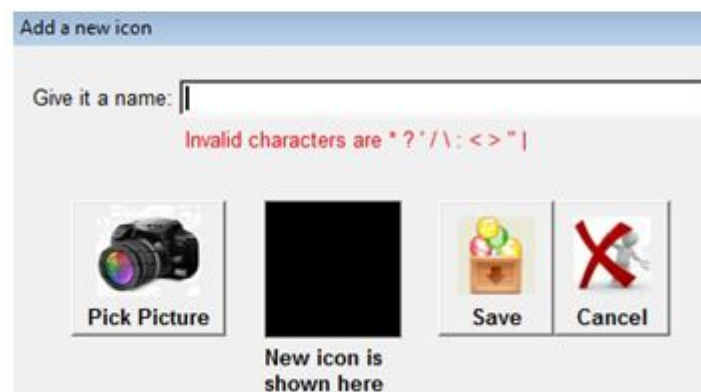 Add a new icon
Give it a name:
Invalid characters are * ? ' / \ : < > " |
Pick Picture
Save
Cancel
New icon is
shown here